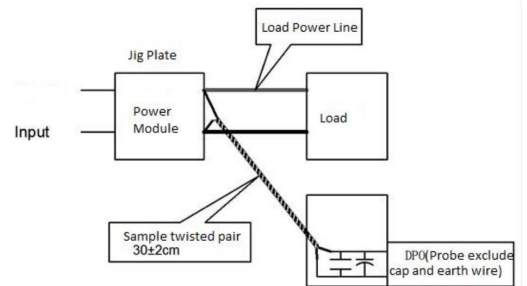 Load Power Line
Jig Plate
Power
Module
Load
Input
Sample twisted pair
30±2cm
DPO(Probe exclude
cap and earth wire)